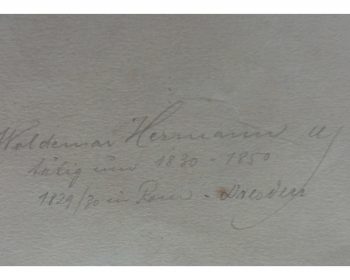 Woldemar Hermann
tätig um 1830 - 1850
1829/30 in Rom - Dresden